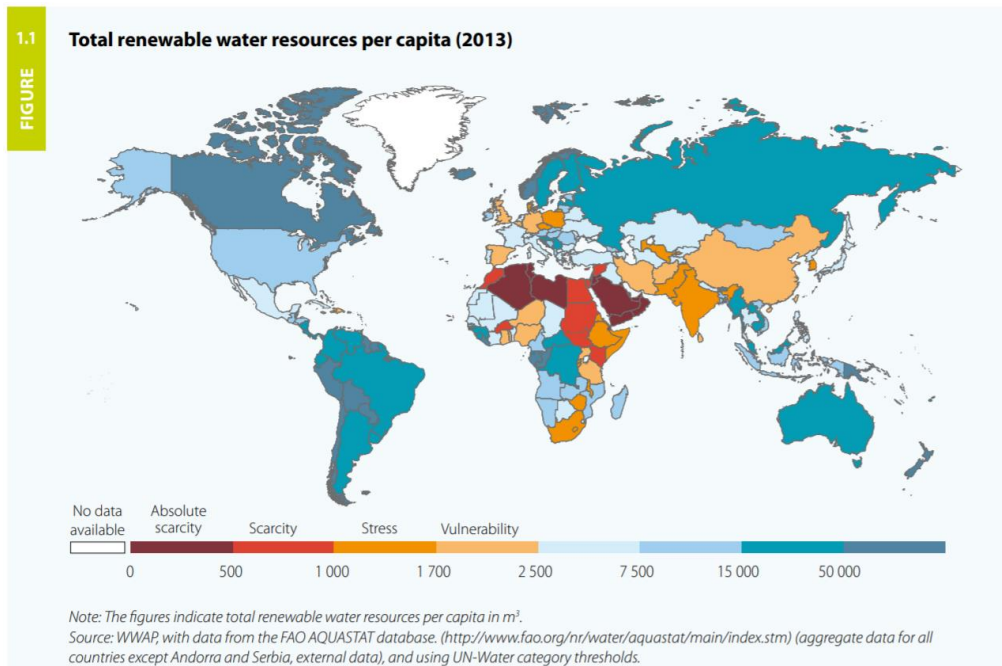 1.1
FIGURE
Total renewable water resources per capita (2013)
No data
available
Absolute
scarcity
Scarcity
Stress
Vulnerability
0
500
1 000
1 700
2 500
7 500
15 000
50 000
Note: The figures indicate total renewable water resources per capita in m³.
Source: WWAP, with data from the FAO AQUASTAT database. (http://www.fao.org/nr/water/aquastat/main/index.stm) (aggregate data for all
countries except Andorra and Serbia, external data), and using UN-Water category thresholds.